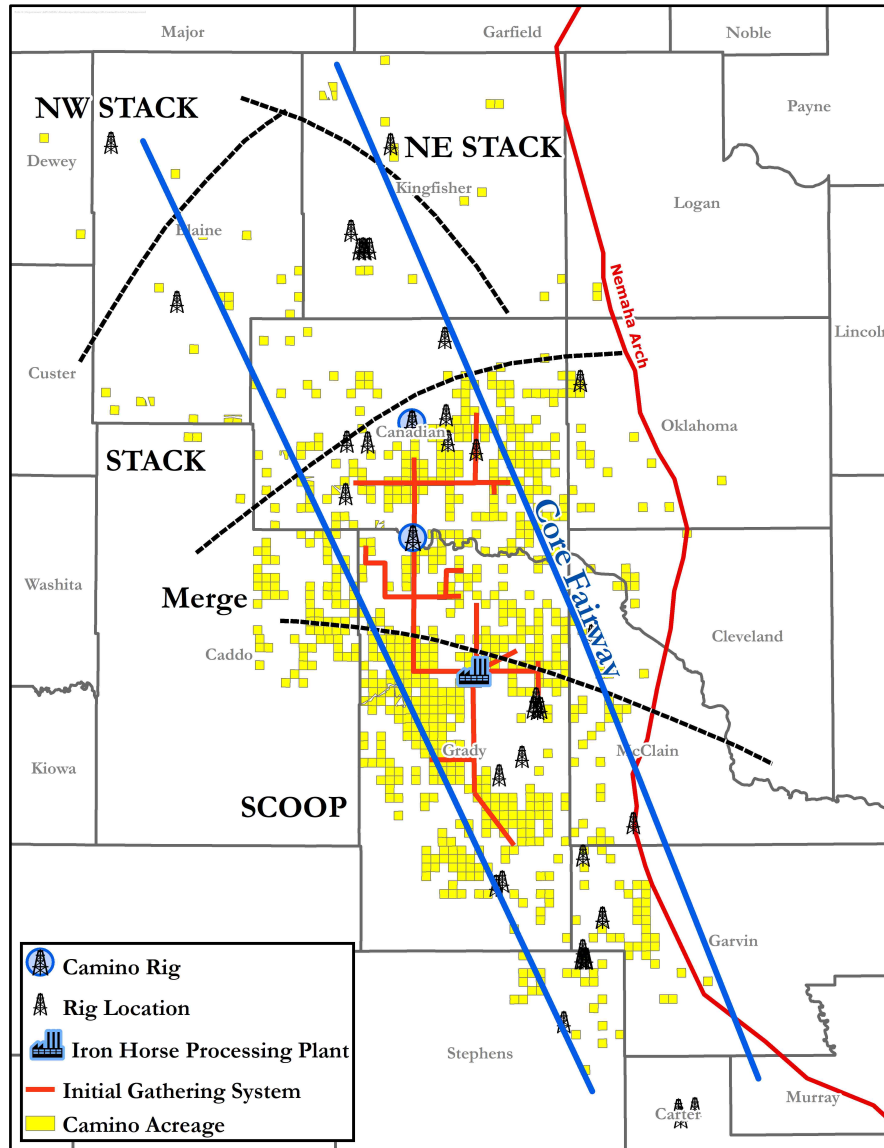 Major
Garfield
Noble
NW STACK
Payne
NE STACK
Dewey
Kingfisher
Logan
Blaine
Nemaha Arch
Lincoln
Custer
Canadian
Oklahoma
STACK
Core Fairway
Washita
Merge
Cleveland
Caddo
Kiowa
Grady
McClain
SCOOP
Garvin
Stephens
Carter
Murray
Camino Rig
Rig Location
Iron Horse Processing Plant
Initial Gathering System
Camino Acreage